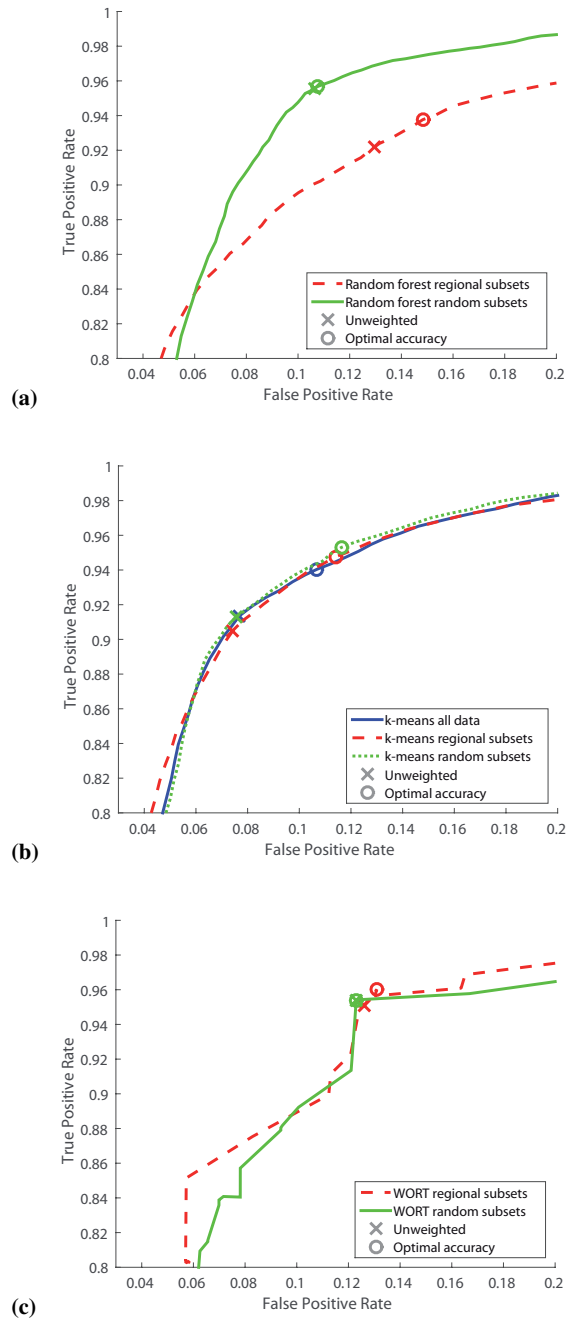 1
0.98
0.96
0.94
0.92
0.9
0.88
0.86
0.84
0.82
0.8
True Positive Rate
Random forest regional subsets
Random forest random subsets
Unweighted
Optimal accuracy
0.04 0.06 0.08 0.1 0.12 0.14 0.16 0.18 0.2
False Positive Rate
(a)
1
0.98
0.96
0.94
0.92
0.9
0.88
0.86
0.84
0.82
0.8
True Positive Rate
k-means all data
k-means regional subsets
k-means random subsets
Unweighted
Optimal accuracy
0.04 0.06 0.08 0.1 0.12 0.14 0.16 0.18 0.2
False Positive Rate
(b)
1
0.98
0.96
0.94
0.92
0.9
0.88
0.86
0.84
0.82
0.8
True Positive Rate
WORT regional subsets
WORT random subsets
Unweighted
Optimal accuracy
0.04 0.06 0.08 0.1 0.12 0.14 0.16 0.18 0.2
False Positive Rate
(c)